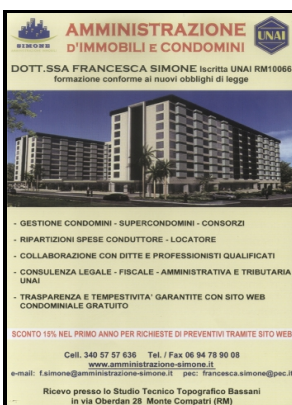 SIMONE
AMMINISTRAZIONE
D'IMMOBILI E CONDOMINI
UNAI
DOTT.SSA FRANCESCA SIMONE Iscritta UNAI RM10066
formazione conforme ai nuovi obblighi di legge
- GESTIONE CONDOMINI - SUPERCONDOMINI - CONSORZI
- RIPARTIZIONI SPESE CONDUTTORE - LOCATORE
- COLLABORAZIONE CON DITTE E PROFESSIONISTI QUALIFICATI
- CONSULENZA LEGALE - FISCALE - AMMINISTRATIVA E TRIBUTARIA
UNAI
- TRASPARENZA E TEMPESTIVITA' GARANTITE CON SITO WEB
CONDOMINIALE GRATUITO
SCONTO 15% NEL PRIMO ANNO PER RICHIESTE DI PREVENTIVI TRAMITE SITO WEB
Cell. 340 57 57 636 Tel. / Fax 06 94 78 90 08
www.amministrazione-simone.it
e-mail: f.simone@amministrazione-simone.it pec: francesca.simone@pec.it
Ricevo presso lo Studio Tecnico Topografico Bassani
in via Oberdan 28 Monte Compatri (RM)